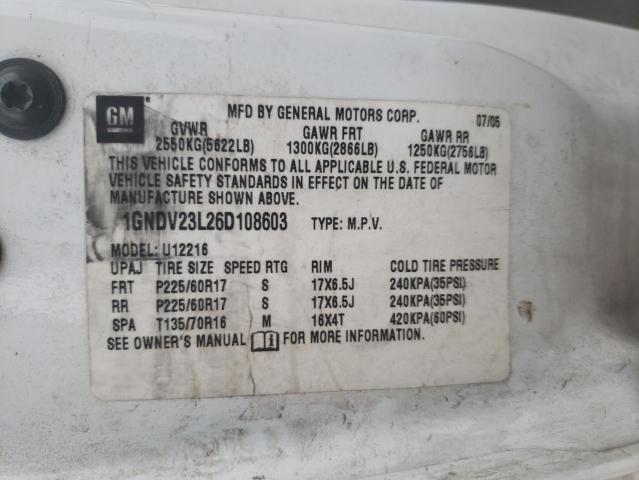 GM
MFD BY GENERAL MOTORS CORP. 07/05
GVWR GAWR FRT GAWR RR
2550KG(5622LB) 1300KG(2866LB) 1250KG(2756LB)
THIS VEHICLE CONFORMS TO ALL APPLICABLE U.S. FEDERAL MOTOR
VEHICLE SAFETY STANDARDS IN EFFECT ON THE DATE OF
MANUFACTURE SHOWN ABOVE.
1GNDV23L26D108603 TYPE: M.P.V.
MODEL: U12216
UPAJ TIRE SIZE SPEED RTG RIM COLD TIRE PRESSURE
FRT P225/60R17 S 17X6.5J 240KPA(35PSI)
RR P225/60R17 S 17X6.5J 240KPA(35PSI)
SPA T135/70R16 M 16X4T 420KPA(60PSI)
SEE OWNER'S MANUAL FOR MORE INFORMATION.